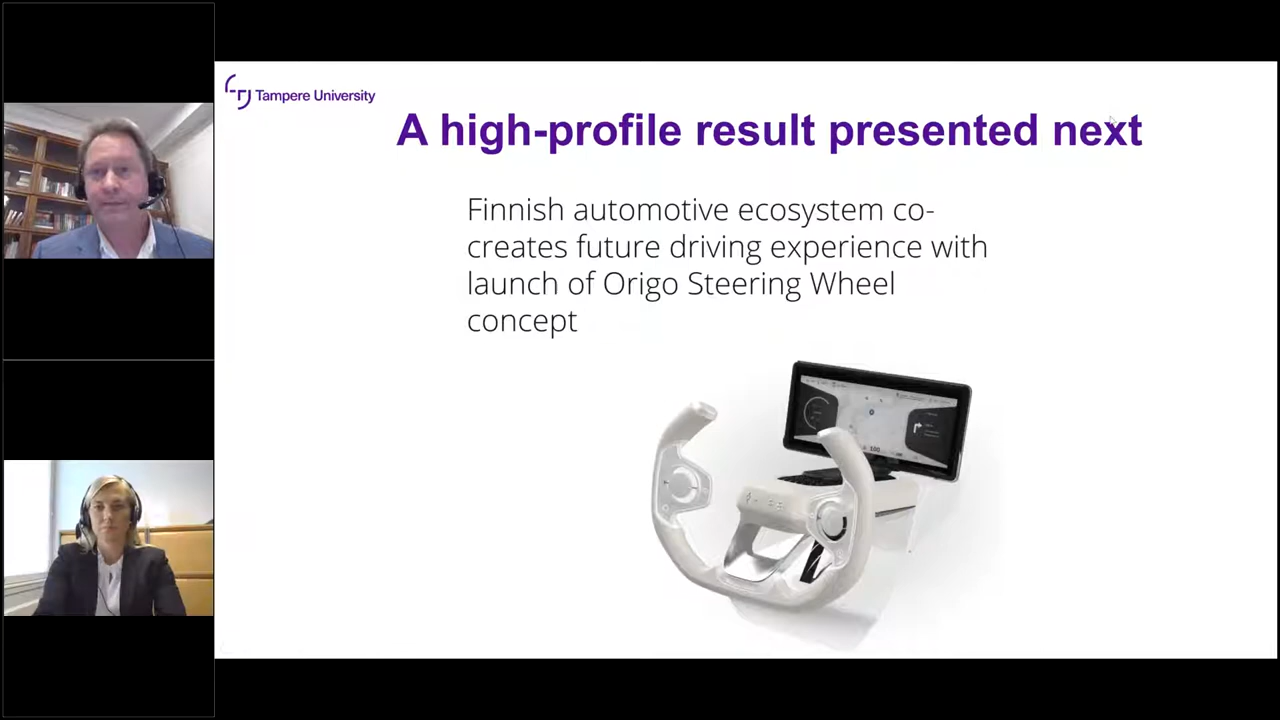 Tampere University
A high-profile result presented next
Finnish automotive ecosystem co-
creates future driving experience with
launch of Origo Steering Wheel
concept
100